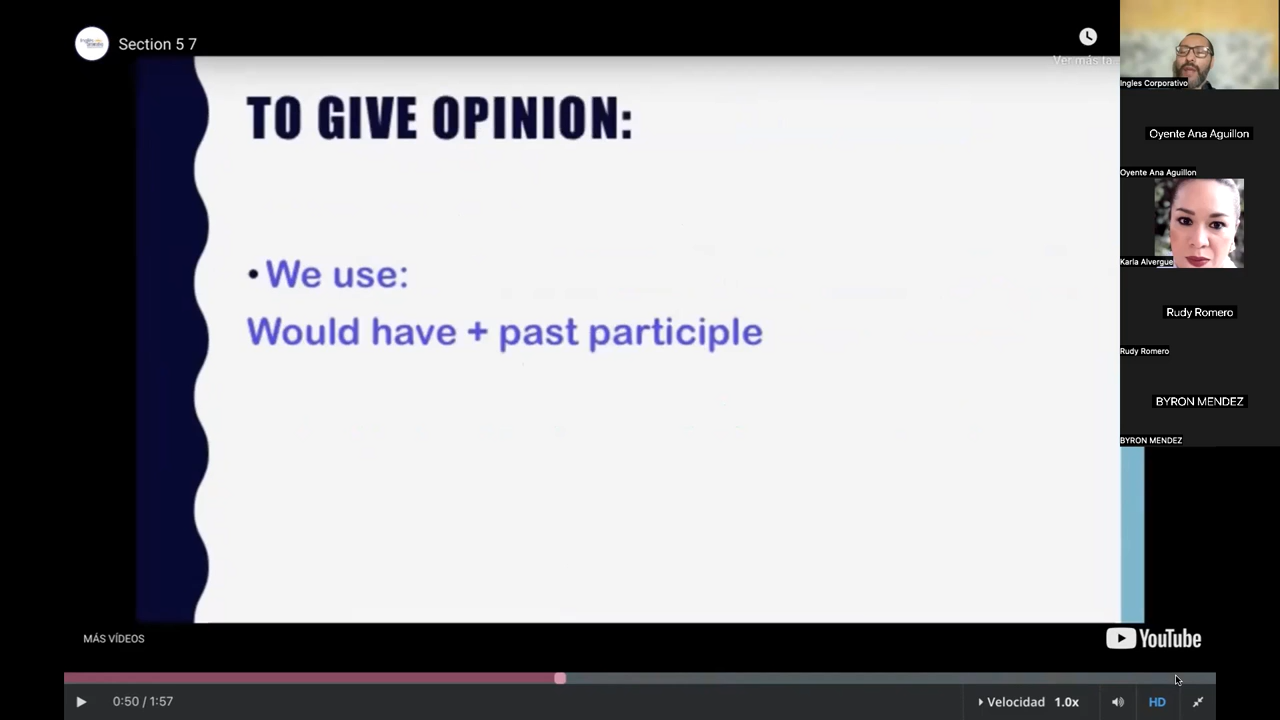 Section 5 7
Ver más ta
TO GIVE OPINION:
• We use:
Would have + past participle
MÁS VÍDEOS
YouTube
0:50 / 1:57
Velocidad 1.0x
HD
Ingles Corporativo
Oyente Ana Aguillon
Oyente Ana Aguillon
Karla Alvergue
Rudy Romero
Rudy Romero
BYRON MENDEZ
BYRON MENDEZ